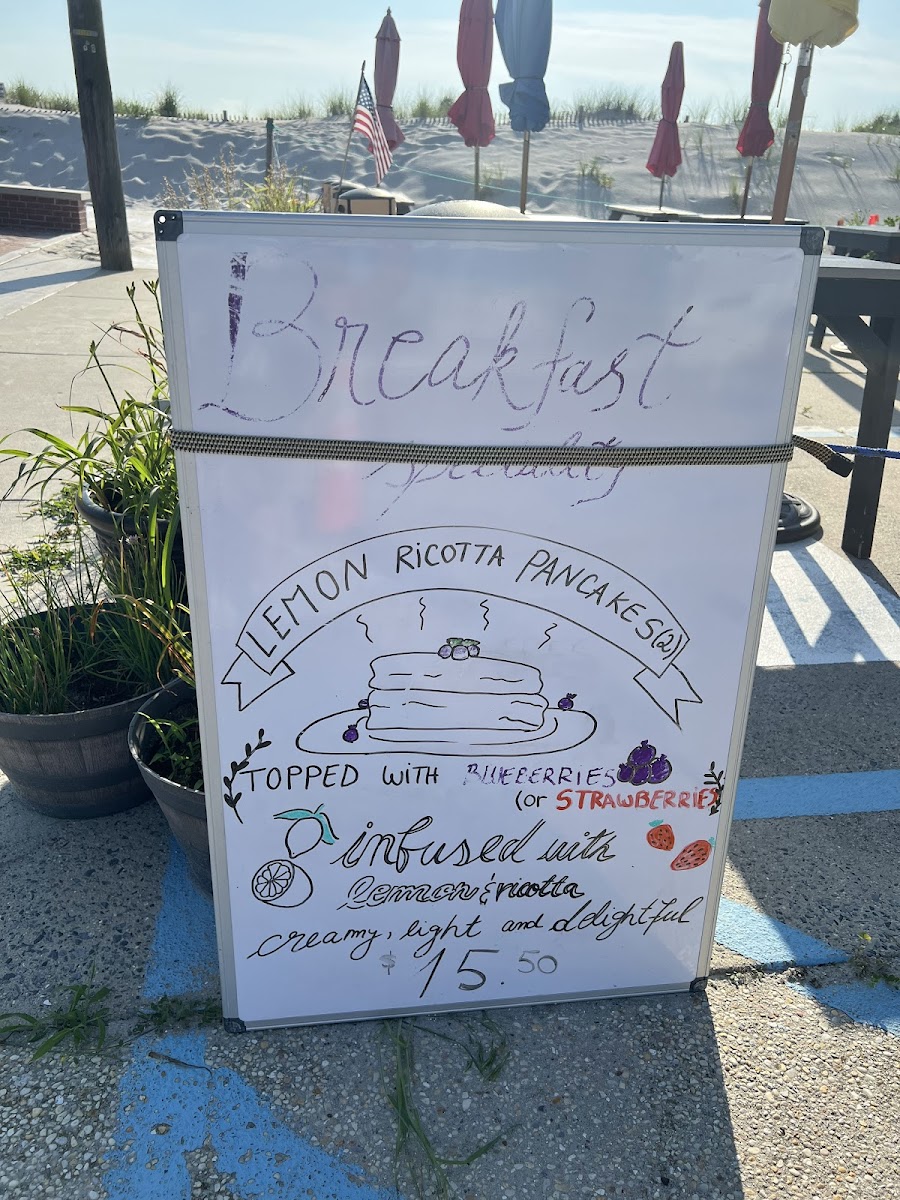 Breakfast
specialty
LEMON RICOTTA PANCAKES (2)
TOPPED WITH BLUEBERRIES
(or STRAWBERRIES
infused with
lemon & ricotta
creamy, light and delightful
$15.50